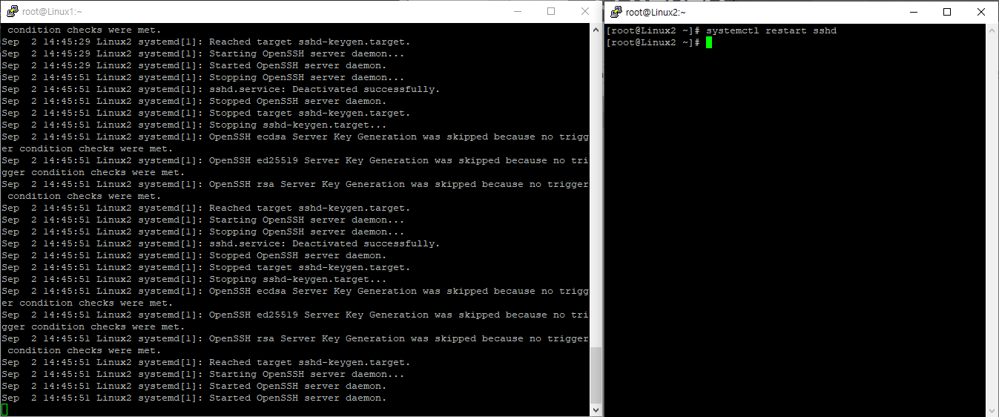 root@Linux1:~
 condition checks were met.
Sep  2 14:45:29 Linux2 systemd[1]: Reached target sshd-keygen.target.
Sep  2 14:45:29 Linux2 systemd[1]: Starting OpenSSH server daemon...
Sep  2 14:45:29 Linux2 systemd[1]: Started OpenSSH server daemon.
Sep  2 14:45:51 Linux2 systemd[1]: Stopping OpenSSH server daemon...
Sep  2 14:45:51 Linux2 systemd[1]: sshd.service: Deactivated successfully.
Sep  2 14:45:51 Linux2 systemd[1]: Stopped OpenSSH server daemon.
Sep  2 14:45:51 Linux2 systemd[1]: Stopped target sshd-keygen.target.
Sep  2 14:45:51 Linux2 systemd[1]: Stopping sshd-keygen.target...
Sep  2 14:45:51 Linux2 systemd[1]: OpenSSH ecdsa Server Key Generation was skipped because no trigg
er condition checks were met.
Sep  2 14:45:51 Linux2 systemd[1]: OpenSSH ed25519 Server Key Generation was skipped because no tri
gger condition checks were met.
Sep  2 14:45:51 Linux2 systemd[1]: OpenSSH rsa Server Key Generation was skipped because no trigger
 condition checks were met.
Sep  2 14:45:51 Linux2 systemd[1]: Reached target sshd-keygen.target.
Sep  2 14:45:51 Linux2 systemd[1]: Starting OpenSSH server daemon...
Sep  2 14:45:51 Linux2 systemd[1]: Stopping OpenSSH server daemon...
Sep  2 14:45:51 Linux2 systemd[1]: sshd.service: Deactivated successfully.
Sep  2 14:45:51 Linux2 systemd[1]: Stopped OpenSSH server daemon.
Sep  2 14:45:51 Linux2 systemd[1]: Stopped target sshd-keygen.target.
Sep  2 14:45:51 Linux2 systemd[1]: Stopping sshd-keygen.target...
Sep  2 14:45:51 Linux2 systemd[1]: OpenSSH ecdsa Server Key Generation was skipped because no trigg
er condition checks were met.
Sep  2 14:45:51 Linux2 systemd[1]: OpenSSH ed25519 Server Key Generation was skipped because no tri
gger condition checks were met.
Sep  2 14:45:51 Linux2 systemd[1]: OpenSSH rsa Server Key Generation was skipped because no trigger
 condition checks were met.
Sep  2 14:45:51 Linux2 systemd[1]: Reached target sshd-keygen.target.
Sep  2 14:45:51 Linux2 systemd[1]: Starting OpenSSH server daemon...
Sep  2 14:45:51 Linux2 systemd[1]: Started OpenSSH server daemon.
Sep  2 14:45:51 Linux2 systemd[1]: Started OpenSSH server daemon.
root@Linux2:~
[root@Linux2 ~]# systemctl restart sshd
[root@Linux2 ~]#